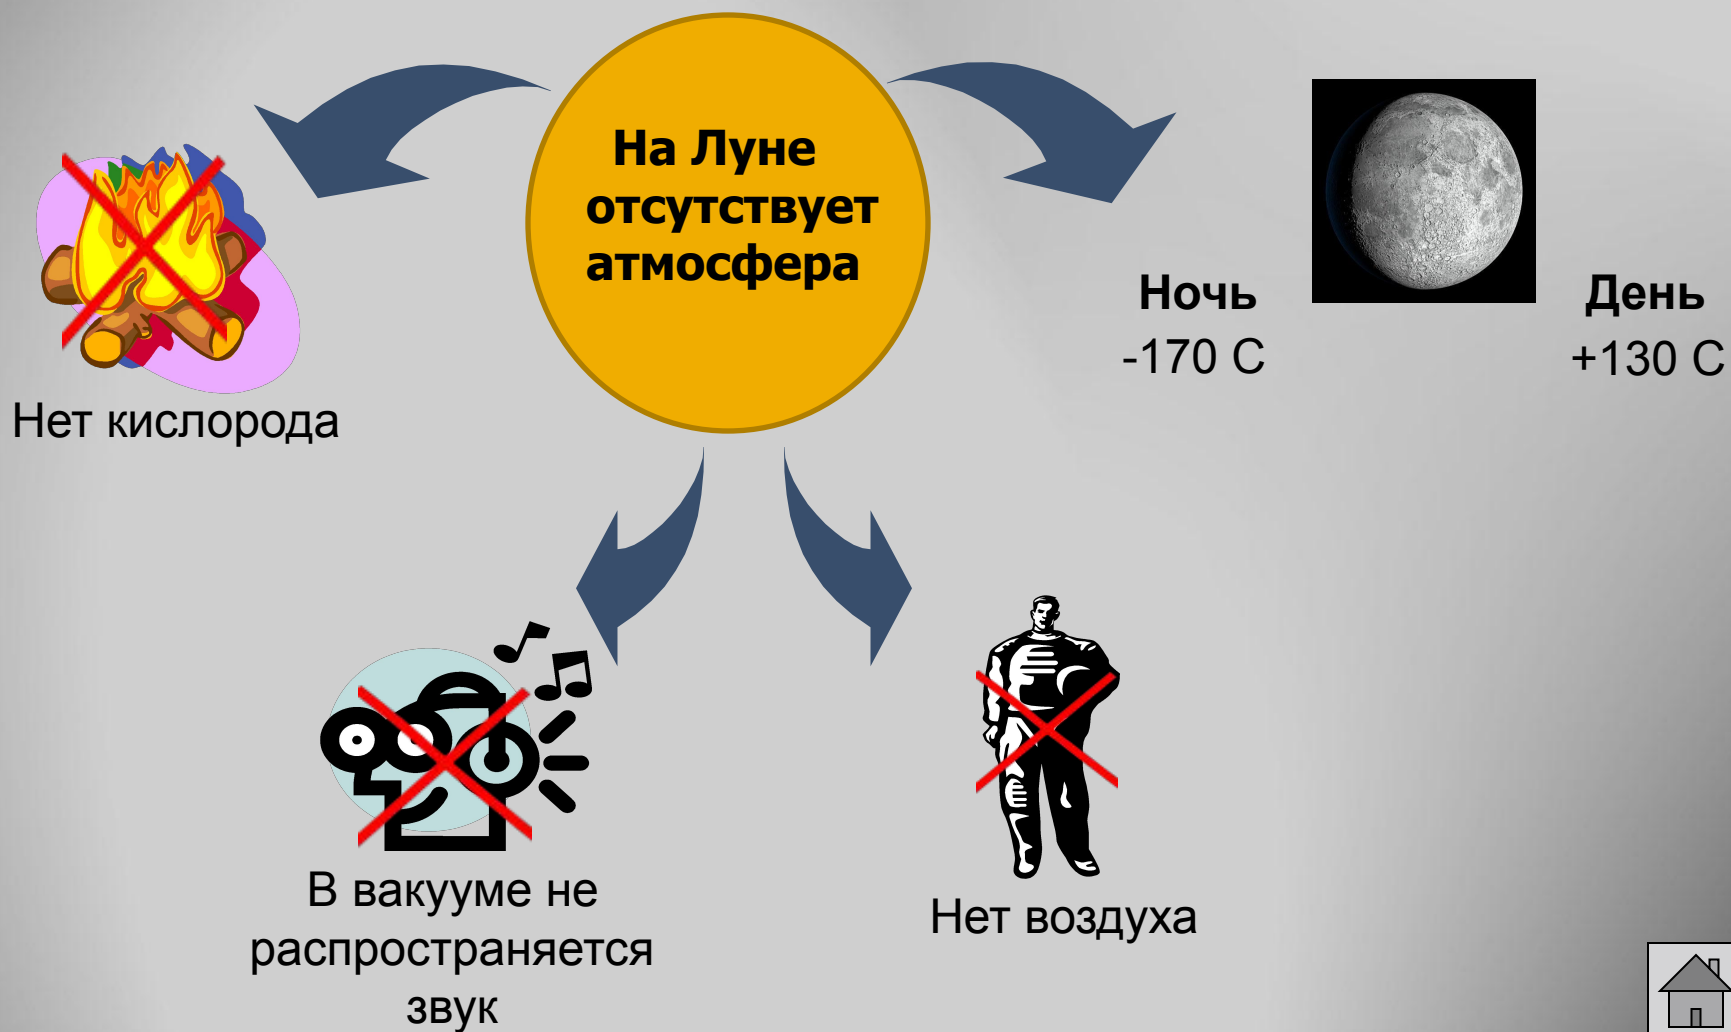 На Луне
отсутствует
атмосфера
Нет кислорода
Ночь
-170 С
День
+130 С
В вакууме не
распространяется
звук
Нет воздуха